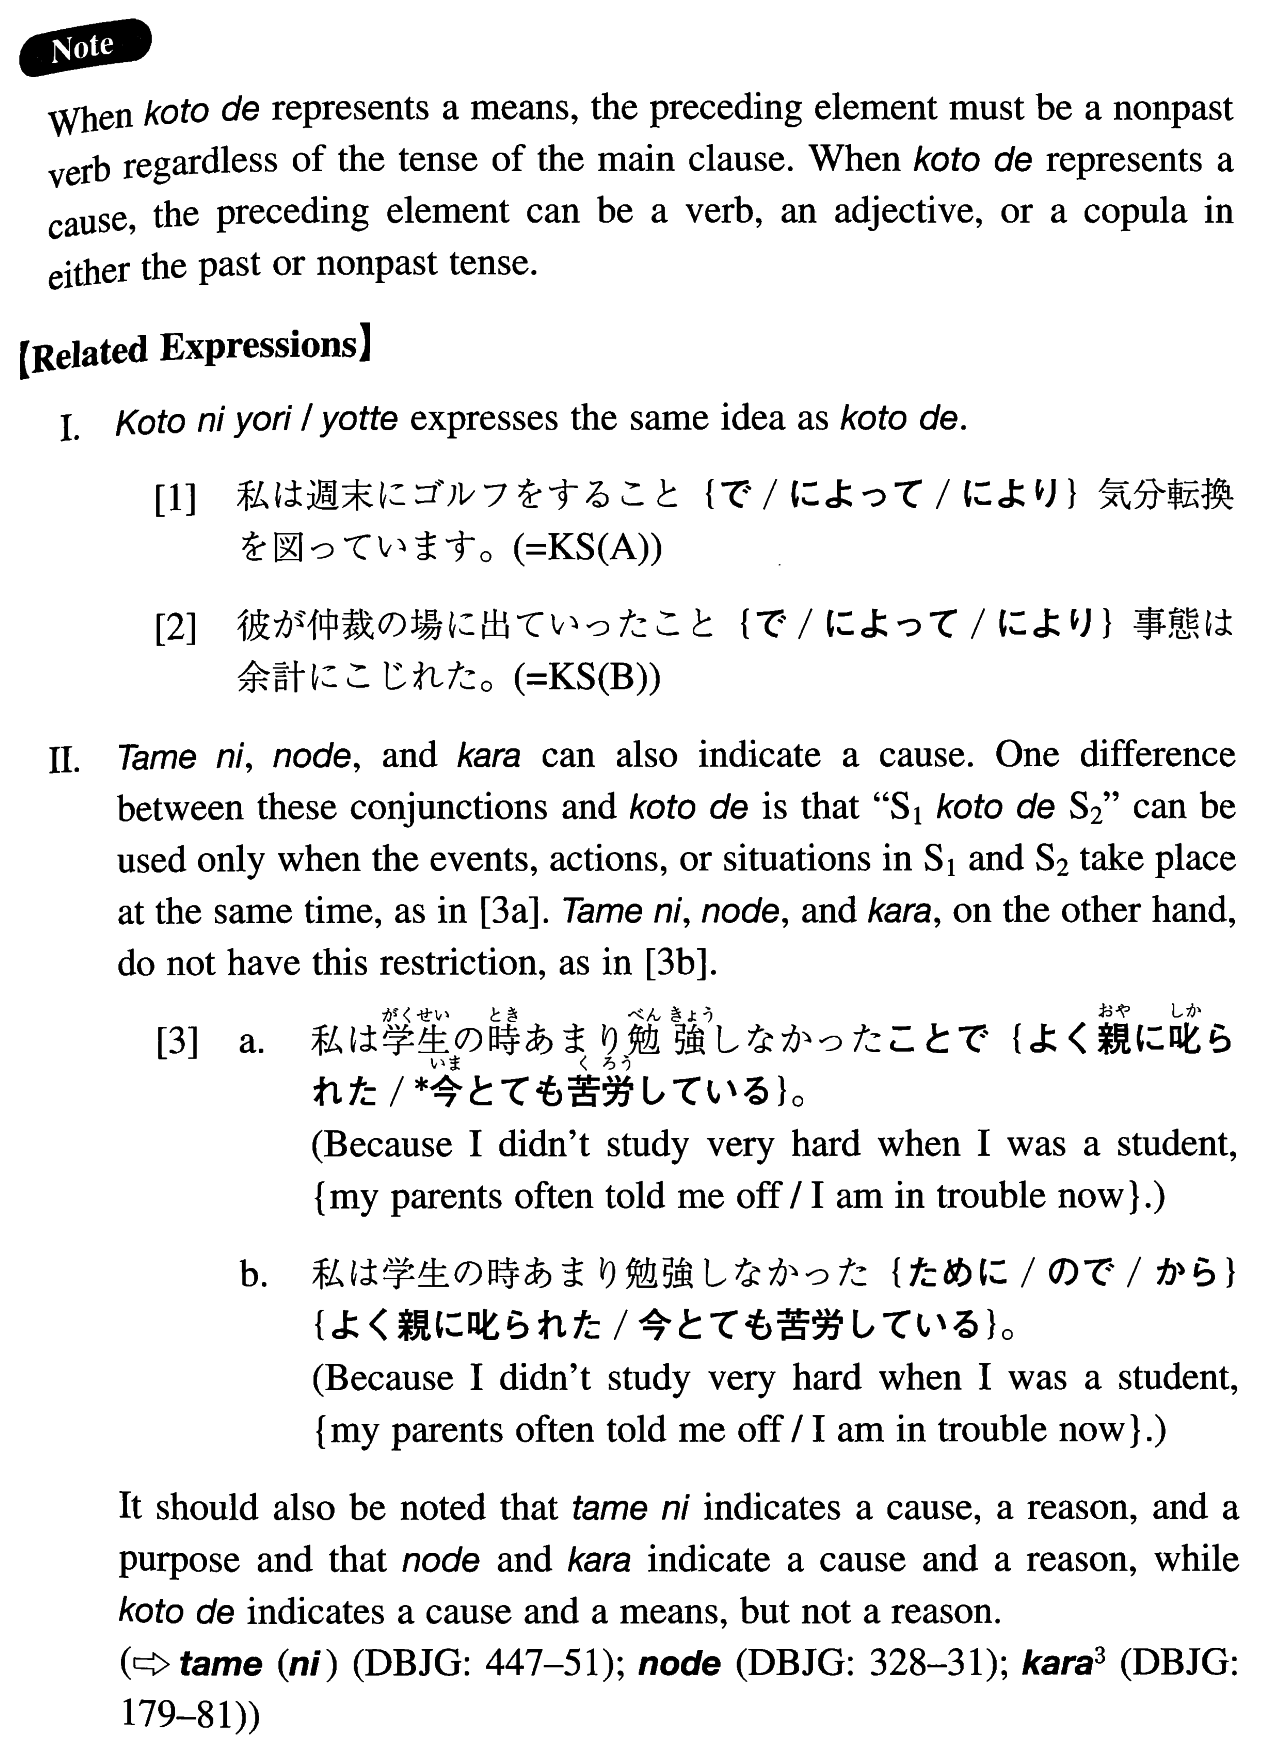 Note
When koto de represents a means, the preceding element must be a nonpast
verb regardless of the tense of the main clause. When koto de represents a
cause, the preceding element can be a verb, an adjective, or a copula in
either the past or nonpast tense.
【Related Expressions】
I. Koto ni yori / yotte expresses the same idea as koto de.
[1] 私は週末にゴルフをすること {で / によって / により} 気分転換
を図っています。(=KS(A))
[2] 彼が仲裁の場に出ていったこと {で / によって / により} 事態は
余計にこじれた。(=KS(B))
II. Tame ni, node, and kara can also indicate a cause. One difference
between these conjunctions and koto de is that “S1 koto de S2” can be
used only when the events, actions, or situations in S1 and S2 take place
at the same time, as in [3a]. Tame ni, node, and kara, on the other hand,
do not have this restriction, as in [3b].
がくせい とき べんきょう おや しか
[3] a. 私は学生の時あまり勉強しなかったことで {よく親に叱ら
いま くろう
れた / *今とても苦労している}。
(Because I didn’t study very hard when I was a student,
{my parents often told me off / I am in trouble now}.)
b. 私は学生の時あまり勉強しなかった {ために / ので / から}
{よく親に叱られた / 今とても苦労している}。
(Because I didn’t study very hard when I was a student,
{my parents often told me off / I am in trouble now}.)
It should also be noted that tame ni indicates a cause, a reason, and a
purpose and that node and kara indicate a cause and a reason, while
koto de indicates a cause and a means, but not a reason.
(⇨ tame (ni) (DBJG: 447–51); node (DBJG: 328–31); kara³ (DBJG:
179–81))